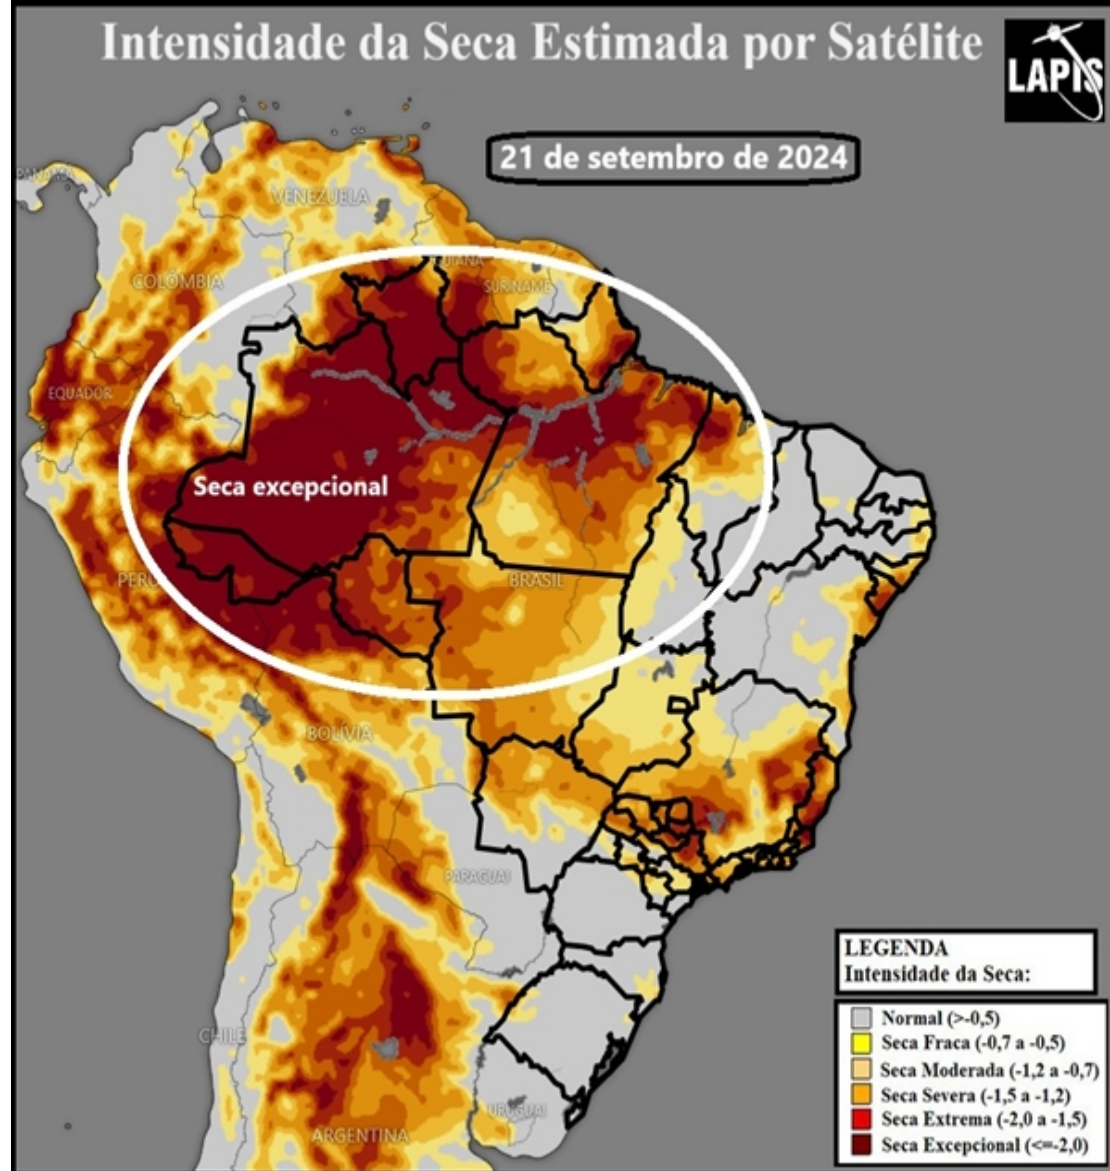 Intensidade da Seca Estimada por Satélite
LAPIS
21 de setembro de 2024
PANAMÁ
VENEZUELA
GUIANA
SURINAME
COLÔMBIA
EQUADOR
Seca excepcional
PERU
BRASIL
BOLÍVIA
PARAGUAI
CHILE
URUGUAI
ARGENTINA
LEGENDA
Intensidade da Seca:
Normal (>-0,5)
Seca Fraca (-0,7 a -0,5)
Seca Moderada (-1,2 a -0,7)
Seca Severa (-1,5 a -1,2)
Seca Extrema (-2,0 a -1,5)
Seca Excepcional (<=-2,0)